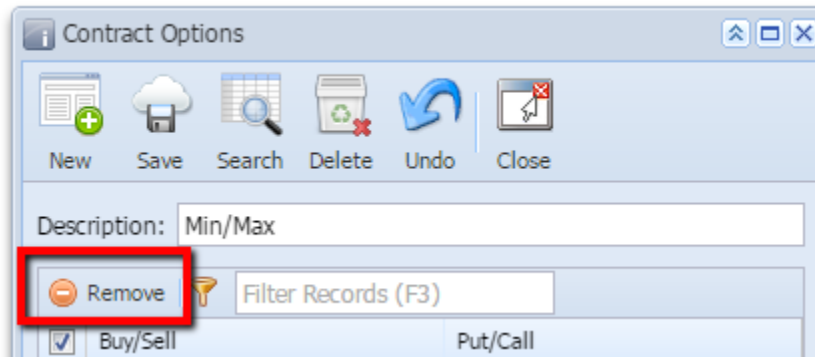 Contract Options
New Save Search Delete Undo Close
Description: Min/Max
Remove Filter Records (F3)
Buy/Sell Put/Call